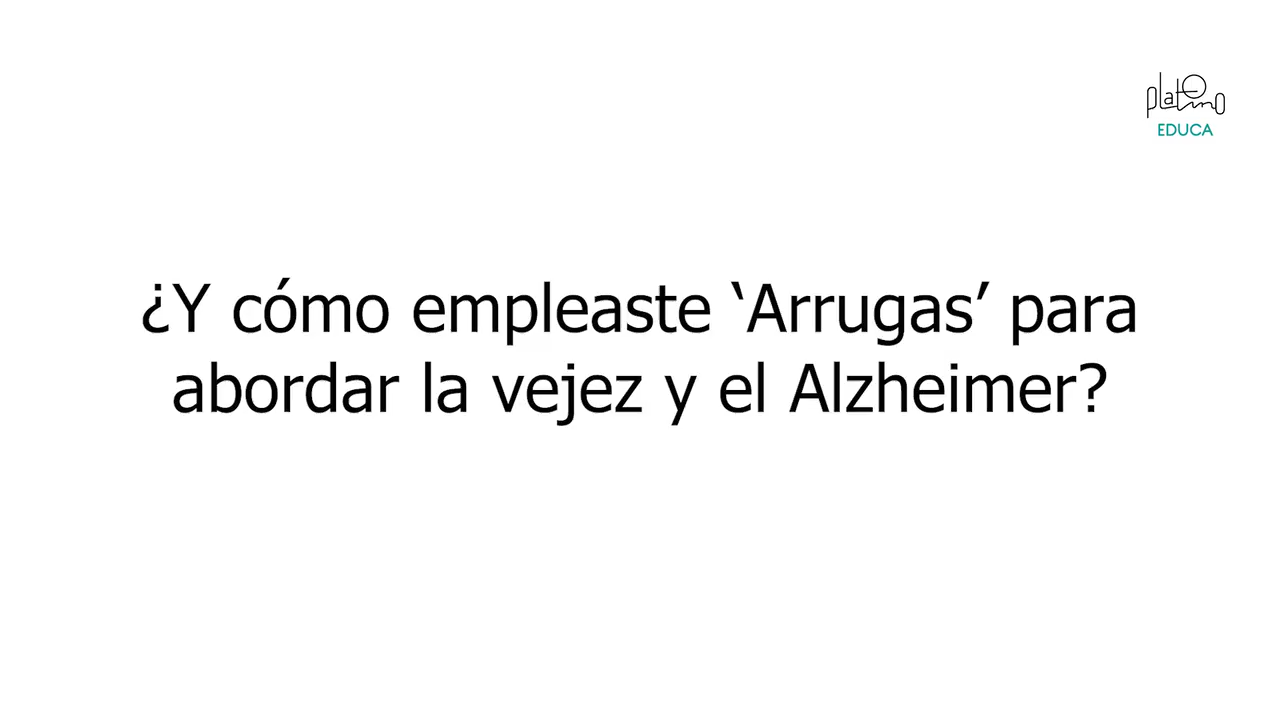 Platino
EDUCA
¿Y cómo empleaste ‘Arrugas’ para
abordar la vejez y el Alzheimer?